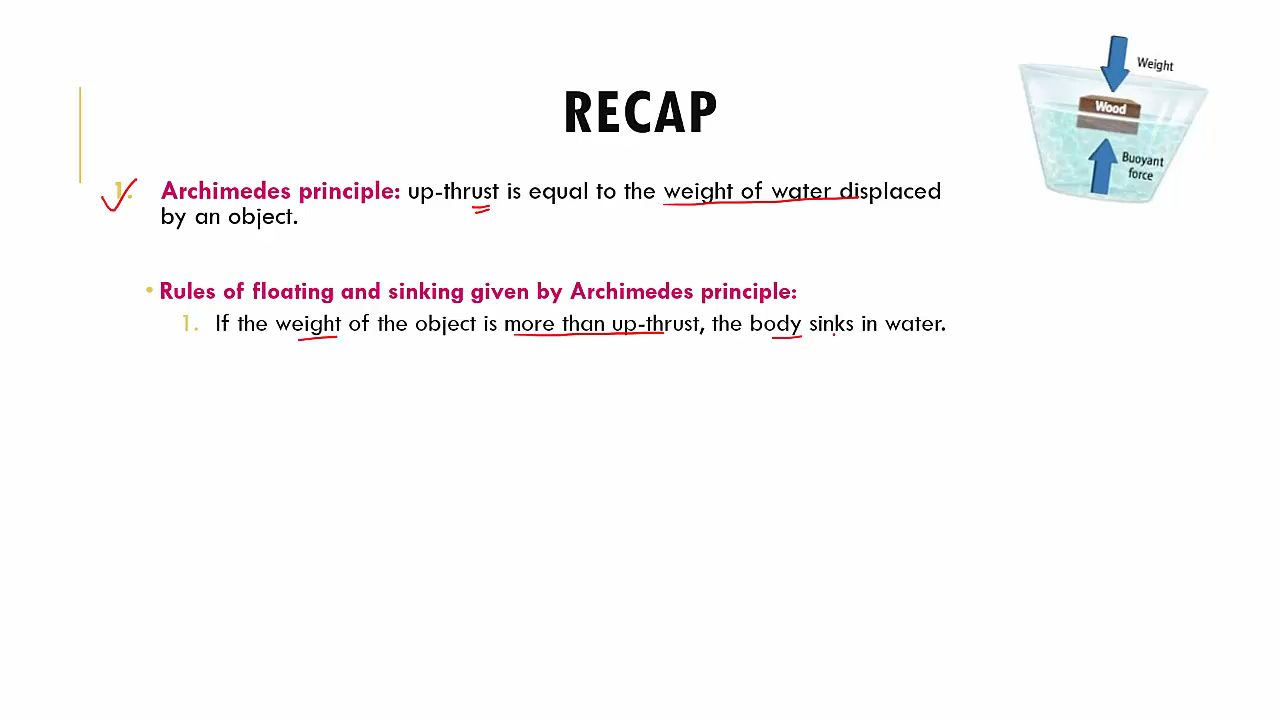 RECAP
Weight
Wood
Buoyant
force
1. Archimedes principle: up-thrust is equal to the weight of water displaced
by an object.
• Rules of floating and sinking given by Archimedes principle:
1. If the weight of the object is more than up-thrust, the body sinks in water.